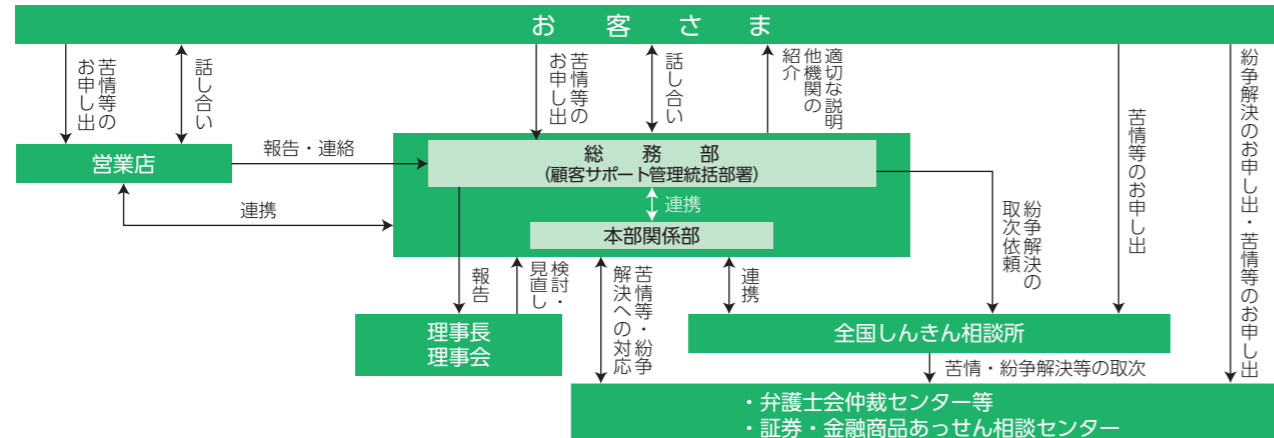 お客さま
苦情等の
お申し出
話し合い
苦情等の
お申し出
話し合い
適切な説明
他機関の
紹介
苦情等のお申し出
紛争解決のお申し出・苦情等のお申し出
営業店
報告・連絡
総務部
(顧客サポート管理統括部署)
連携
連携
本部関係部
紛争解決の
取次依頼
報告
検討・
見直し
苦情等・紛争
解決への対応
連携
理事長
理事会
全国しんきん相談所
苦情・紛争解決等の取次
・弁護士会仲裁センター等
・証券・金融商品あっせん相談センター